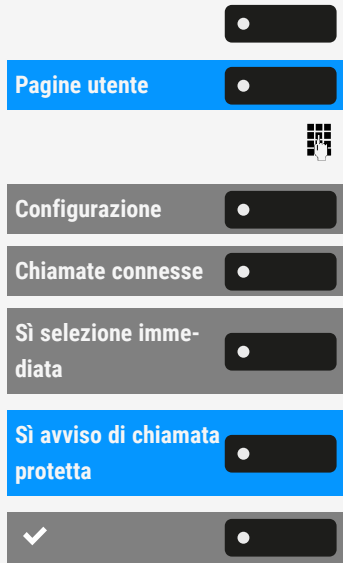 Pagine utente
Configurazione
Chiamate connesse
Sì selezione imme-
diata
Sì avviso di chiamata
protetta